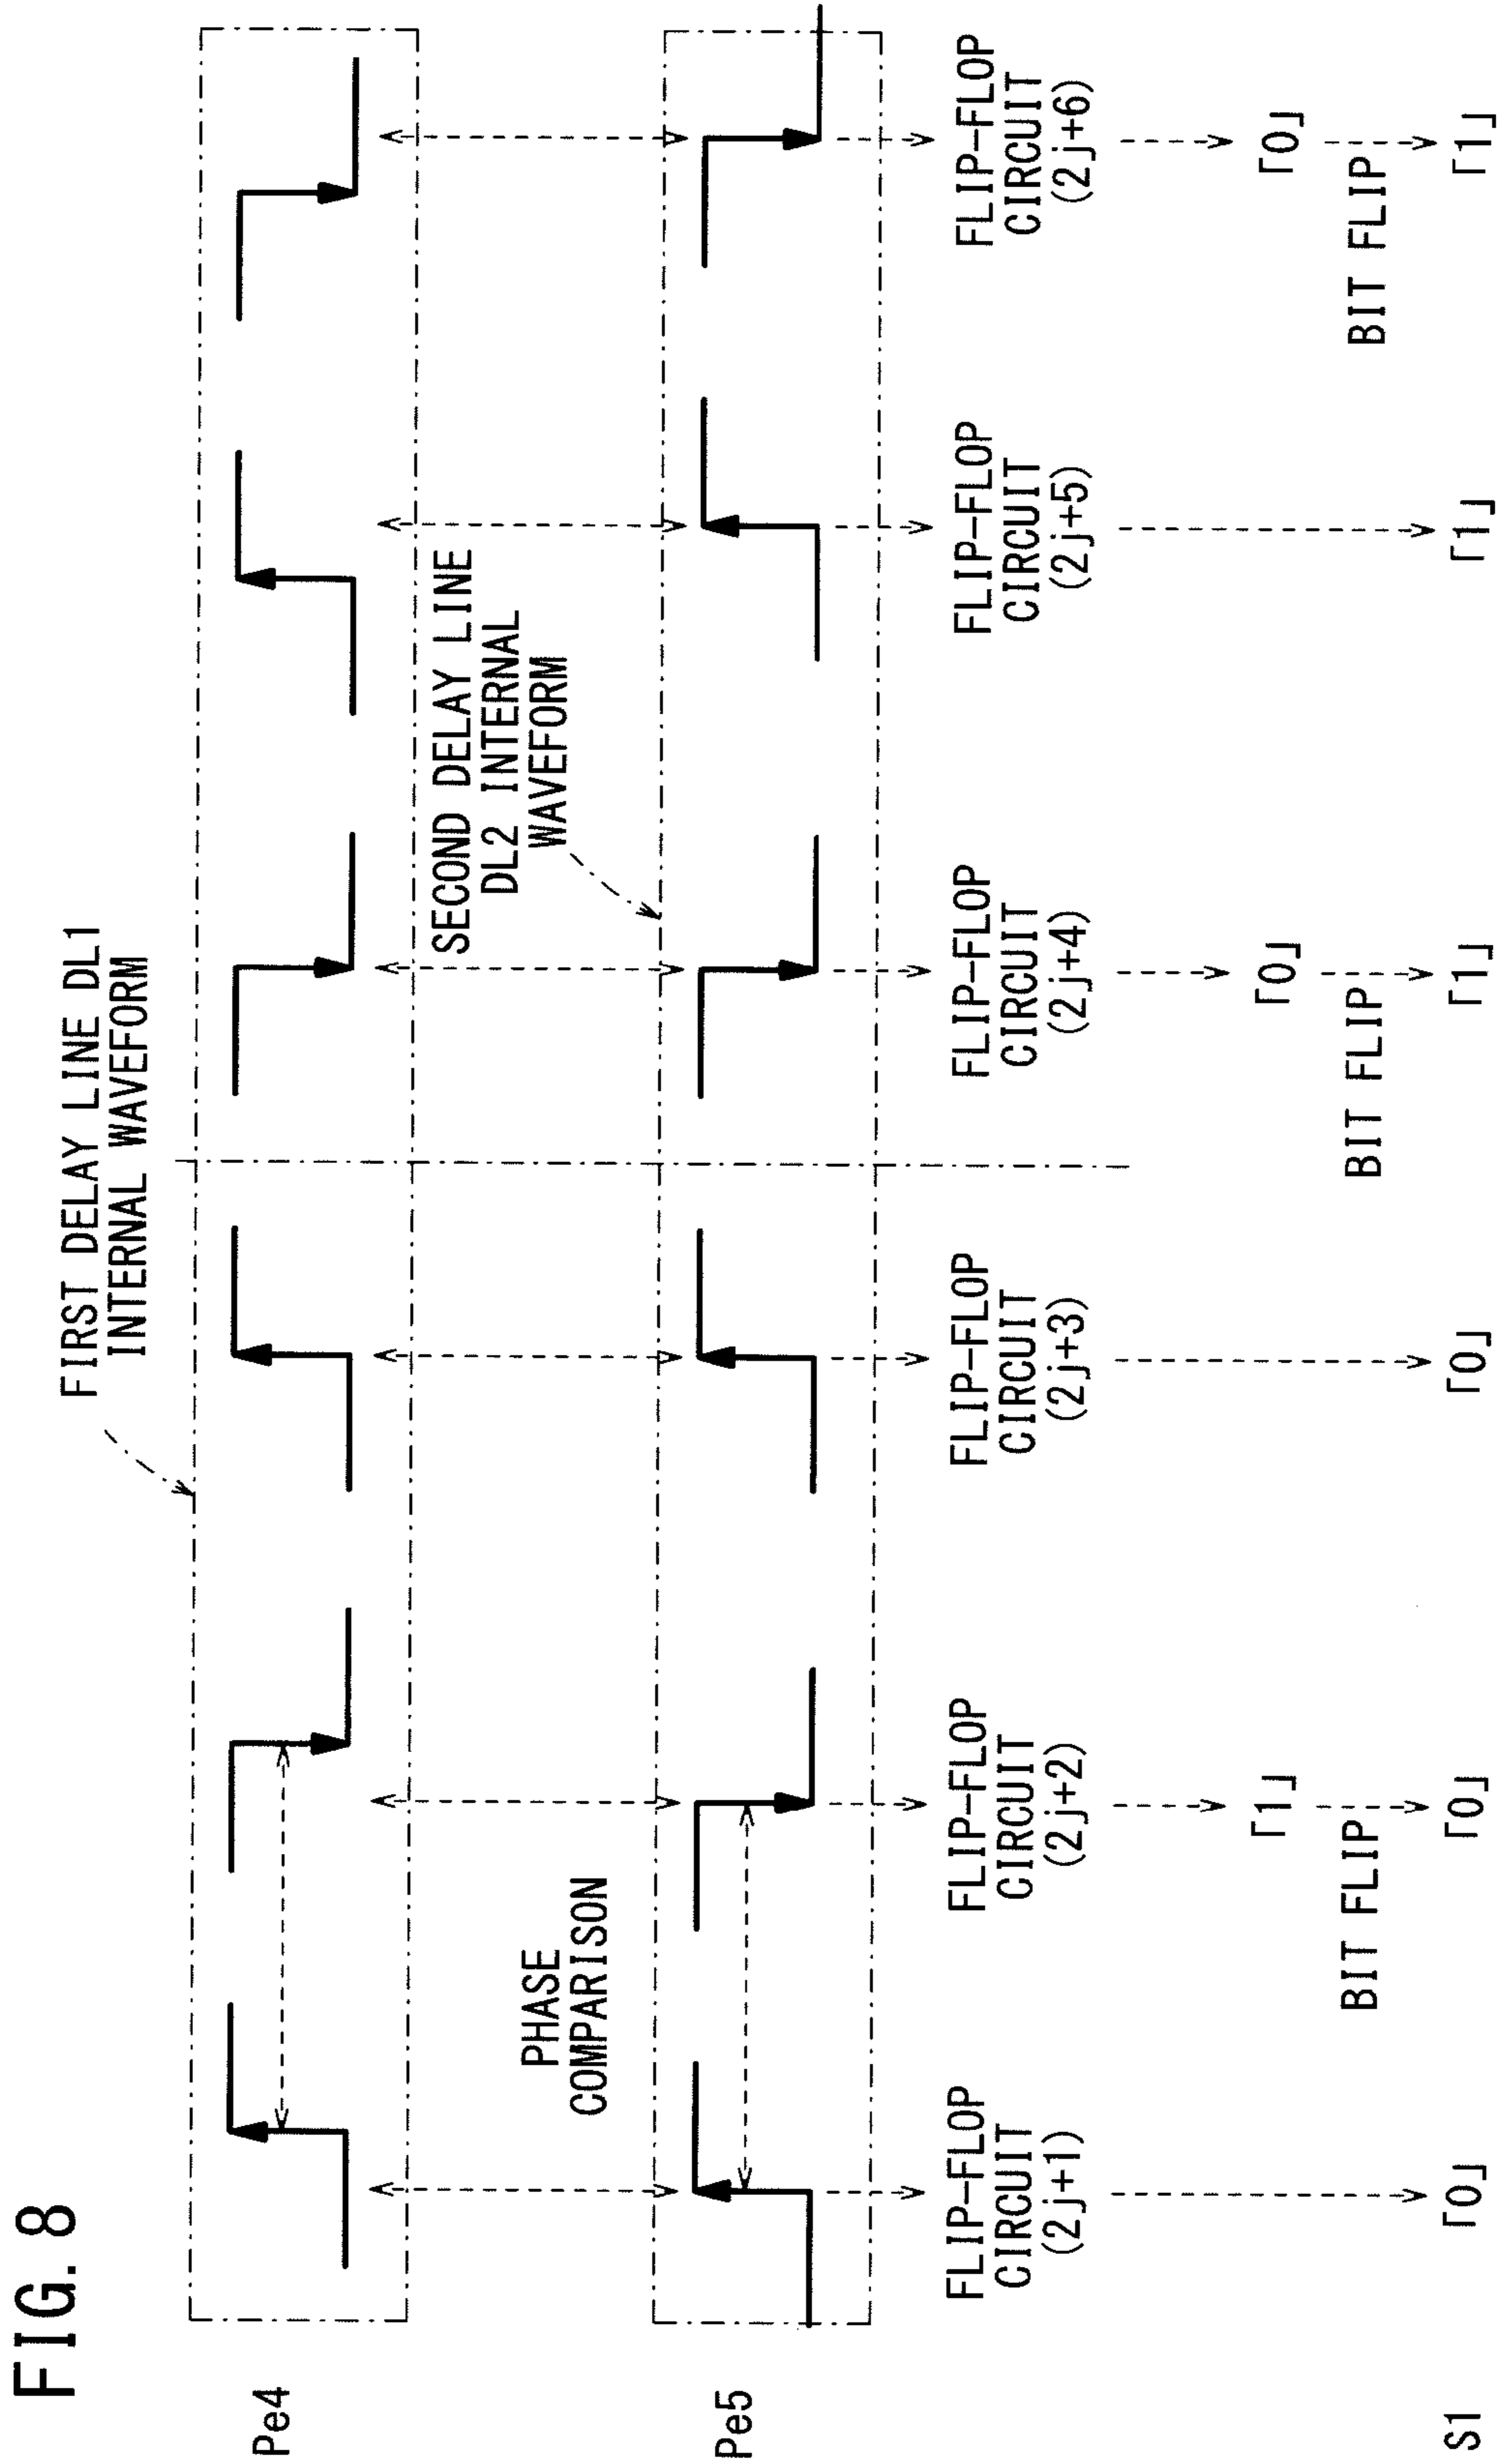 FIG. 8
FIRST DELAY LINE DL1
INTERNAL WAVEFORM
Pe4
SECOND DELAY LINE
DL2 INTERNAL
WAVEFORM
PHASE
COMPARISON
Pe5
FLIP-FLOP
CIRCUIT
(2j+1)
FLIP-FLOP
CIRCUIT
(2j+2)
FLIP-FLOP
CIRCUIT
(2j+3)
FLIP-FLOP
CIRCUIT
(2j+4)
FLIP-FLOP
CIRCUIT
(2j+5)
FLIP-FLOP
CIRCUIT
(2j+6)
「1」
「0」
「0」
BIT FLIP
BIT FLIP
BIT FLIP
S1
「0」
「0」
「0」
「1」
「1」
「1」